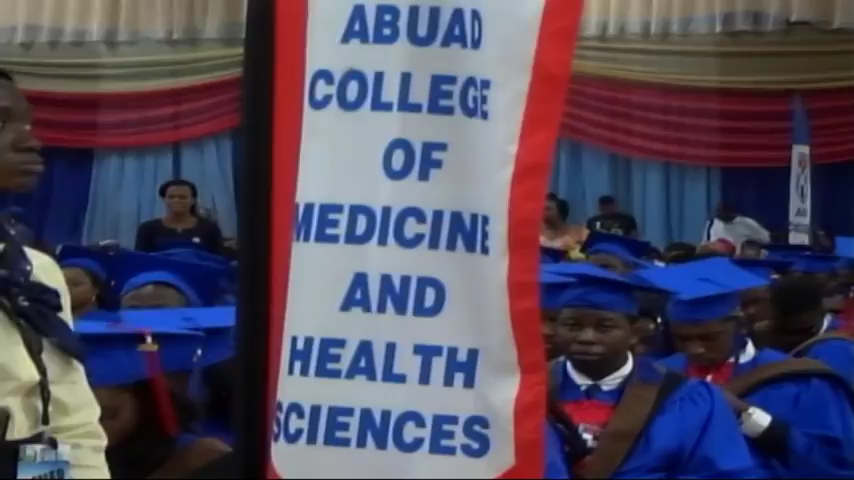 ABUAD
COLLEGE
OF
MEDICINE
AND
HEALTH
SCIENCES